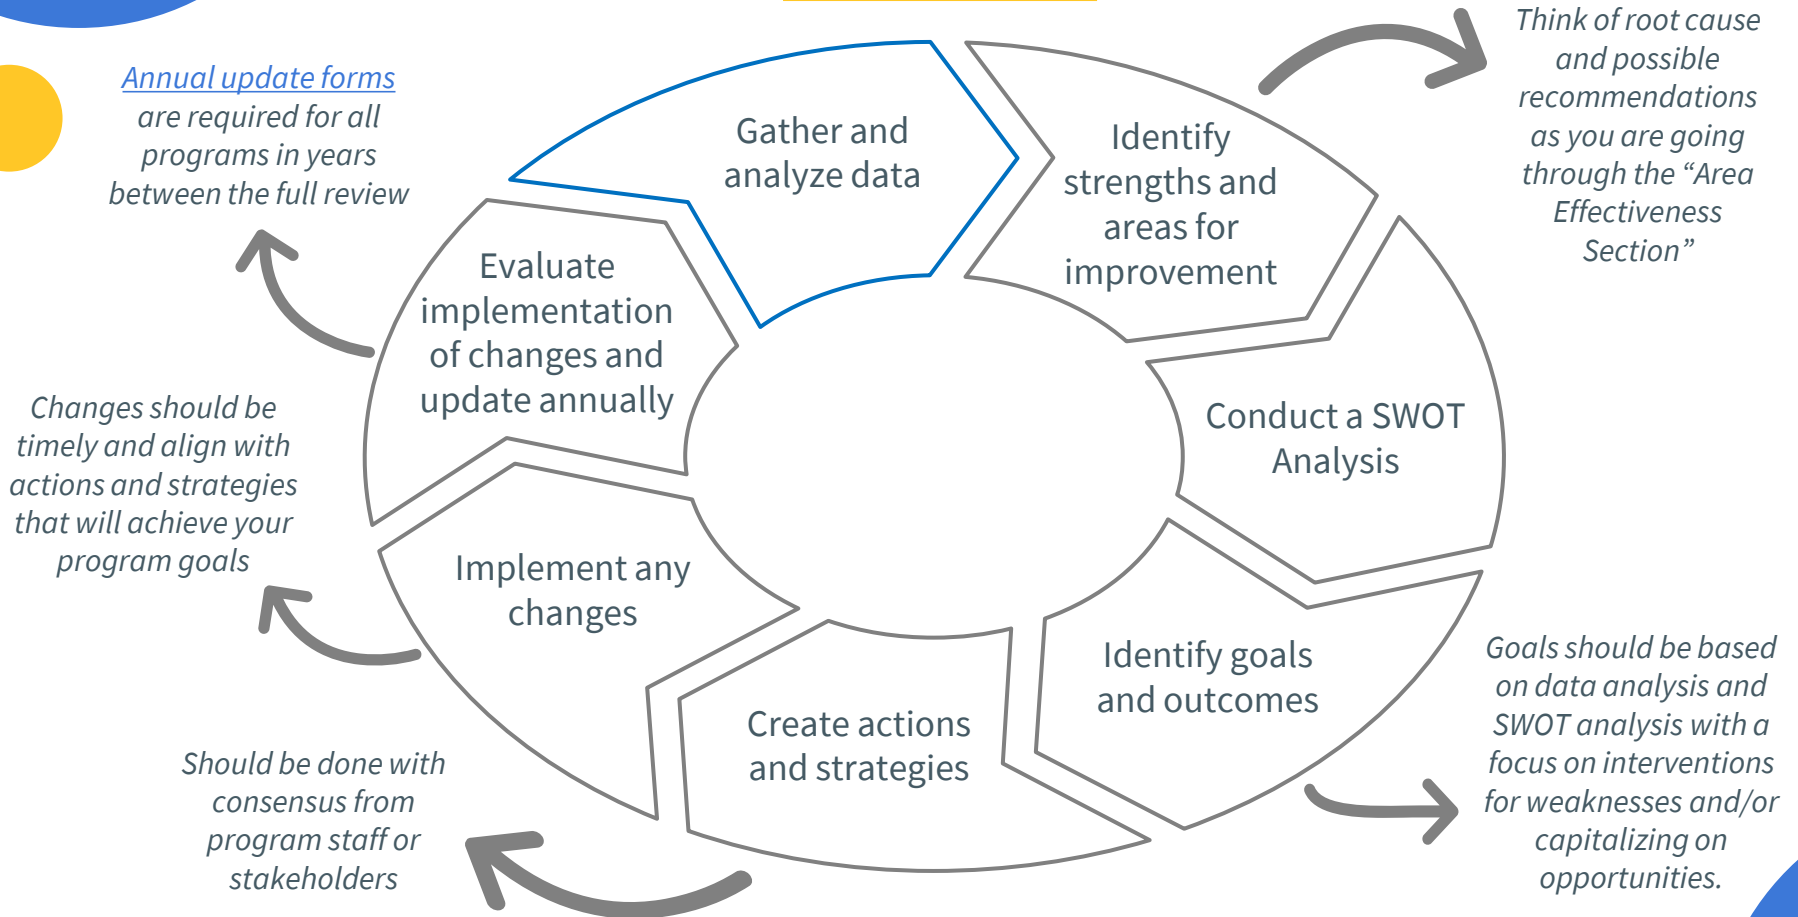 Gather and
analyze data
Identify
strengths and
areas for
improvement
Think of root cause
and possible
recommendations
as you are going
through the “Area
Effectiveness
Section”
Conduct a SWOT
Analysis
Identify goals
and outcomes
Goals should be based
on data analysis and
SWOT analysis with a
focus on interventions
for weaknesses and/or
capitalizing on
opportunities.
Create actions
and strategies
Should be done with
consensus from
program staff or
stakeholders
Implement any
changes
Changes should be
timely and align with
actions and strategies
that will achieve your
program goals
Evaluate
implementation
of changes and
update annually
Annual update forms
are required for all
programs in years
between the full review